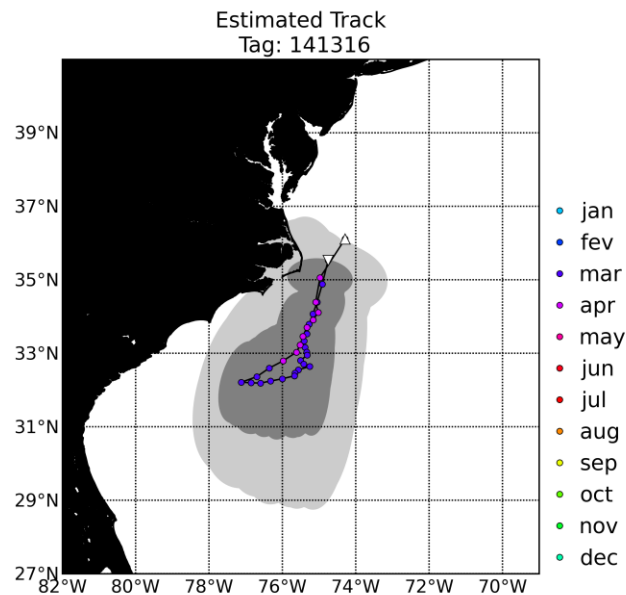 Estimated Track
Tag: 141316
39°N
37°N
35°N
33°N
31°N
29°N
27°N
82°W 80°W 78°W 76°W 74°W 72°W 70°W
jan
fev
mar
apr
may
jun
jul
aug
sep
oct
nov
dec